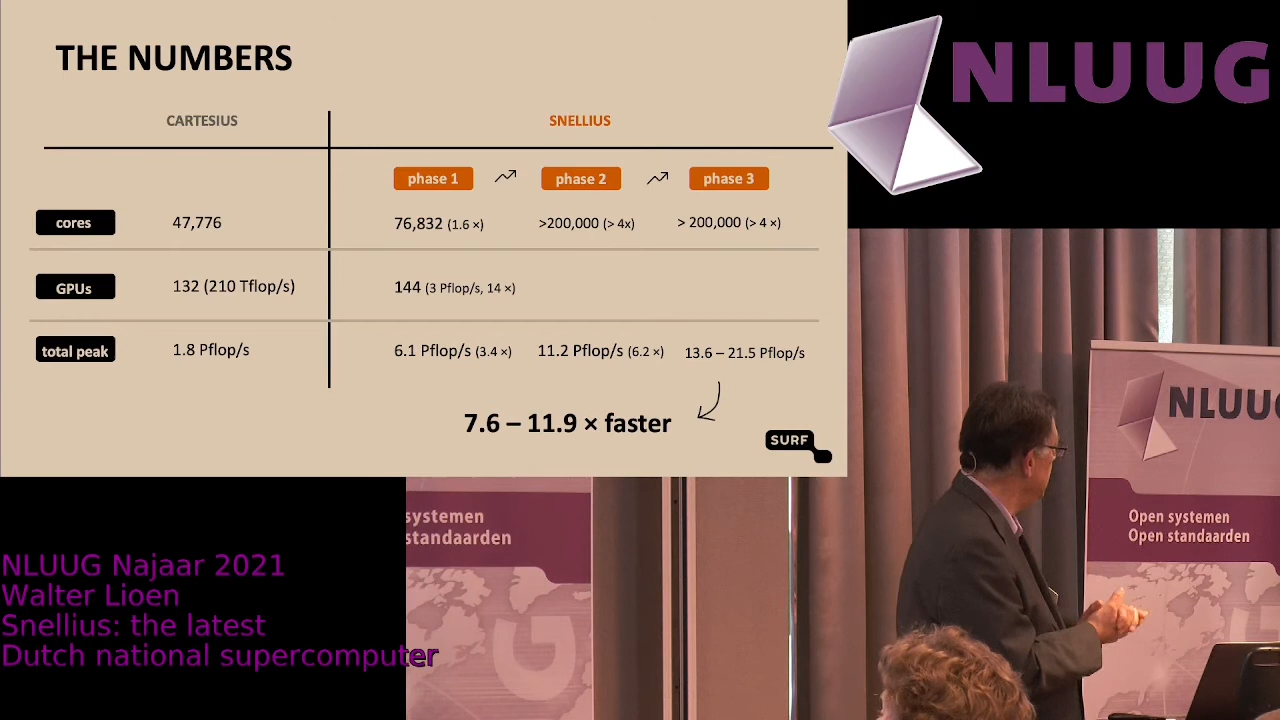 THE NUMBERS
CARTESIUS
SNELLIUS
phase 1
phase 2
phase 3
cores
47,776
76,832 (1.6 ×)
>200,000 (> 4x)
> 200,000 (> 4 ×)
GPUs
132 (210 Tflop/s)
144 (3 Pflop/s, 14 ×)
total peak
1.8 Pflop/s
6.1 Pflop/s (3.4 ×)
11.2 Pflop/s (6.2 ×)
13.6 – 21.5 Pflop/s
7.6 – 11.9 × faster
SURF
NLUUG
NLUUG Najaar 2021
Walter Lioen
Snellius: the latest
Dutch national supercomputer
systemen
standaarden
G
NLUUG
Open systemen
Open standaarden